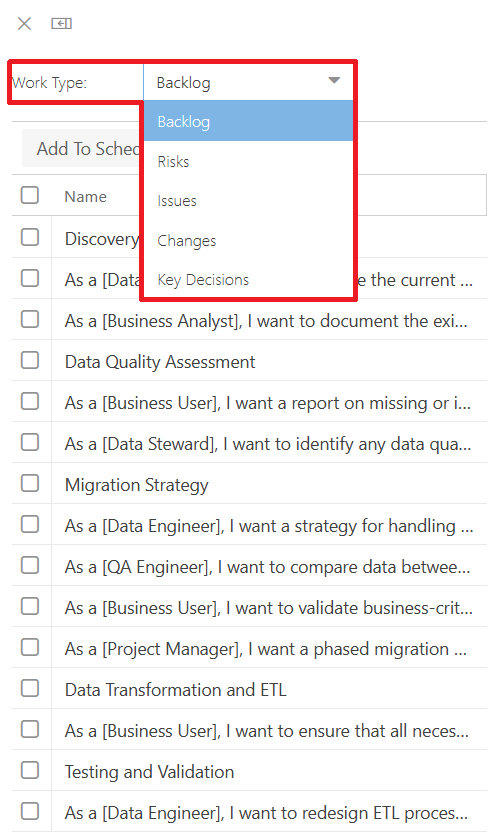 Work Type: Backlog
Backlog
Risks
Issues
Changes
Key Decisions
Add To Sched
Name
Discovery
As a [Data e the current ...
As a [Business Analyst], I want to document the exi...
Data Quality Assessment
As a [Business User], I want a report on missing or i...
As a [Data Steward], I want to identify any data qua...
Migration Strategy
As a [Data Engineer], I want a strategy for handling ...
As a [QA Engineer], I want to compare data betwee...
As a [Business User], I want to validate business-crit...
As a [Project Manager], I want a phased migration ...
Data Transformation and ETL
As a [Business User], I want to ensure that all neces...
Testing and Validation
As a [Data Engineer], I want to redesign ETL proces...